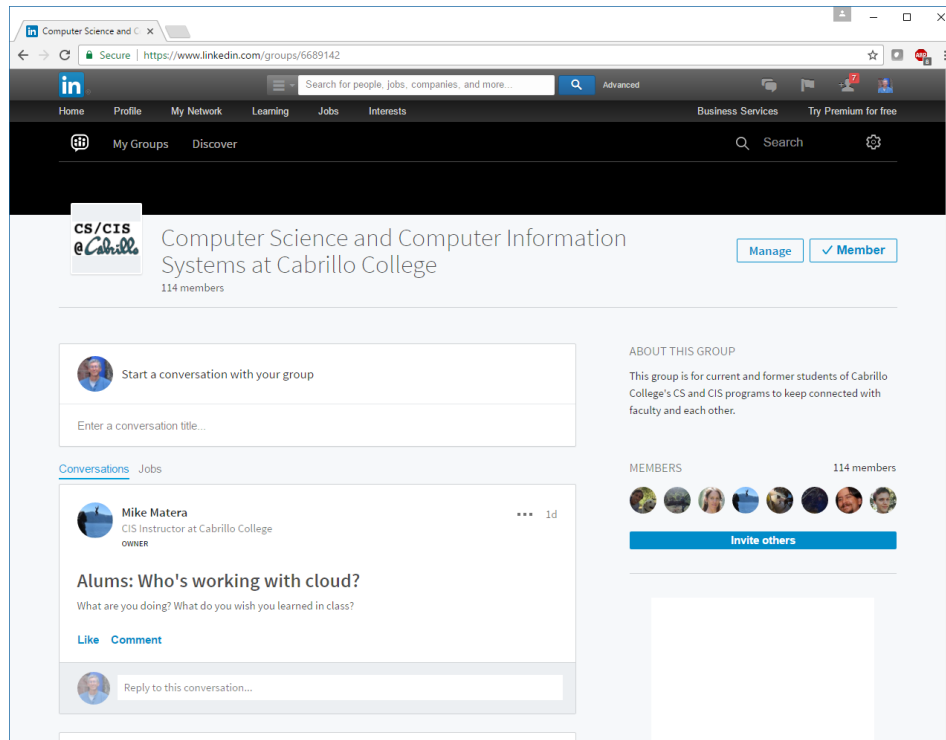 Computer Science and C
Secure | https://www.linkedin.com/groups/6689142
ABP
8
in
Search for people, jobs, companies, and more...
Advanced
7
Home Profile My Network Learning Jobs Interests Business Services Try Premium for free
My Groups Discover Search
CS/CIS
@Cabrillo
Computer Science and Computer Information
Systems at Cabrillo College
114 members
Manage
✓ Member
Start a conversation with your group
Enter a conversation title...
Conversations Jobs
Mike Matera
CIS Instructor at Cabrillo College
OWNER
••• 1d
Alums: Who's working with cloud?
What are you doing? What do you wish you learned in class?
Like Comment
Reply to this conversation...
ABOUT THIS GROUP
This group is for current and former students of Cabrillo
College's CS and CIS programs to keep connected with
faculty and each other.
MEMBERS 114 members
Invite others